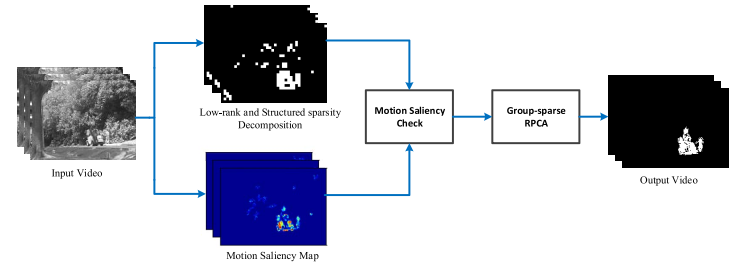 Input Video
Low-rank and Structured sparsity
Decomposition
Motion Saliency Map
Motion Saliency
Check
Group-sparse
RPCA
Output Video